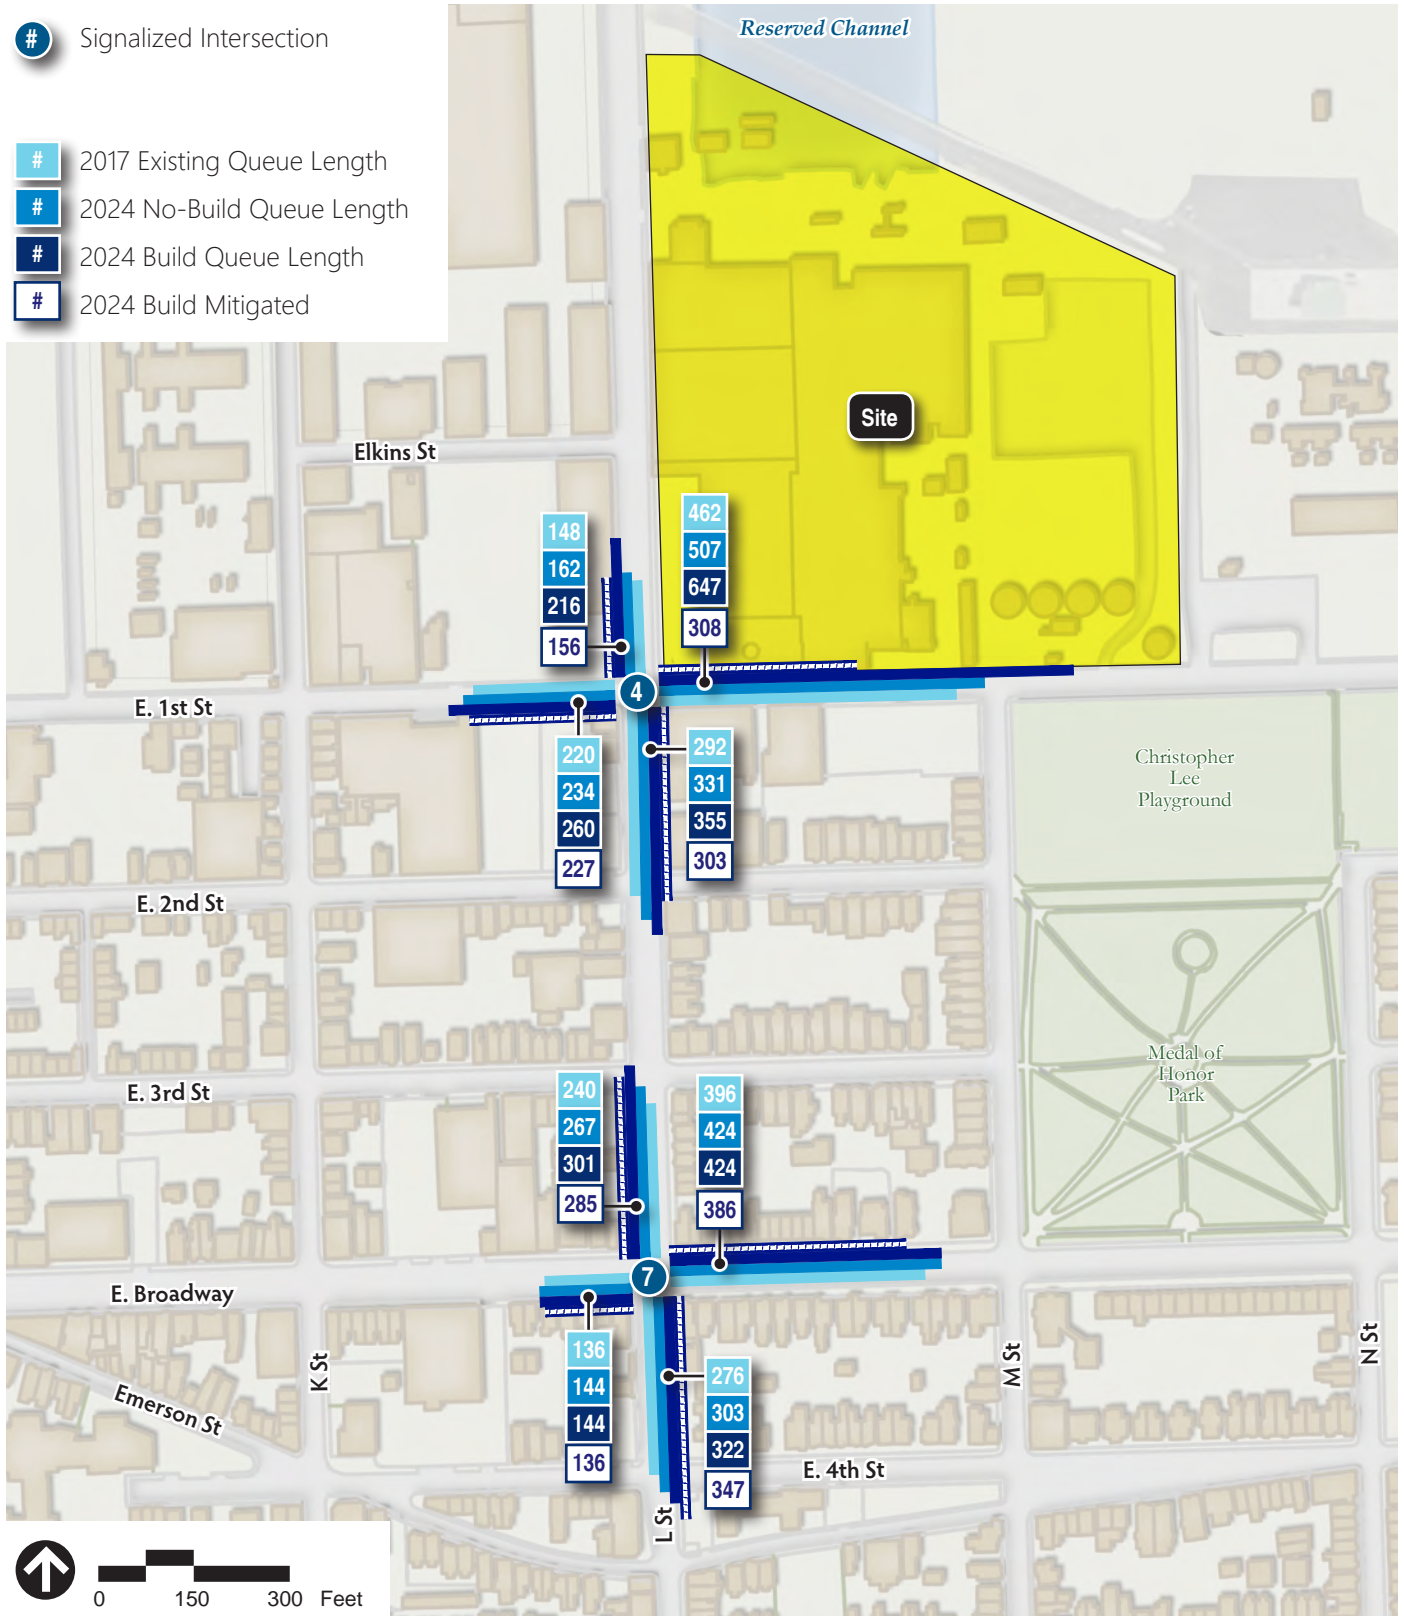 # Signalized Intersection
# 2017 Existing Queue Length
# 2024 No-Build Queue Length
# 2024 Build Queue Length
# 2024 Build Mitigated
Reserved Channel
Site
Elkins St
148
162
216
156
462
507
647
308
4
E. 1st St
220
234
260
227
292
331
355
303
Christopher
Lee
Playground
E. 2nd St
Medal of
Honor
Park
E. 3rd St
240
267
301
285
396
424
424
386
7
E. Broadway
136
144
144
136
276
303
322
347
K St
L St
M St
N St
Emerson St
E. 4th St
0 150 300 Feet